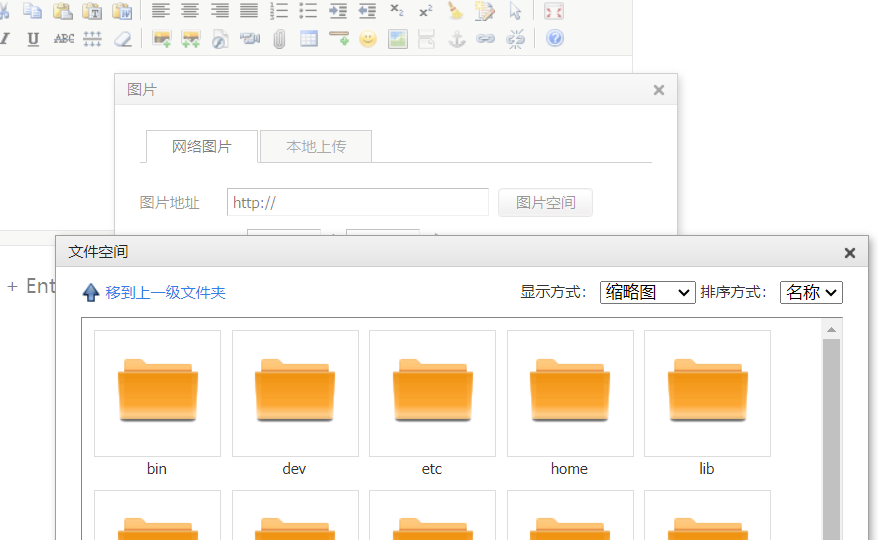 I U ABC
图片
网络图片 本地上传
图片地址 http:// 图片空间
文件空间
+ Ent
移到上一级文件夹 显示方式： 缩略图 排序方式： 名称
bin dev etc home lib